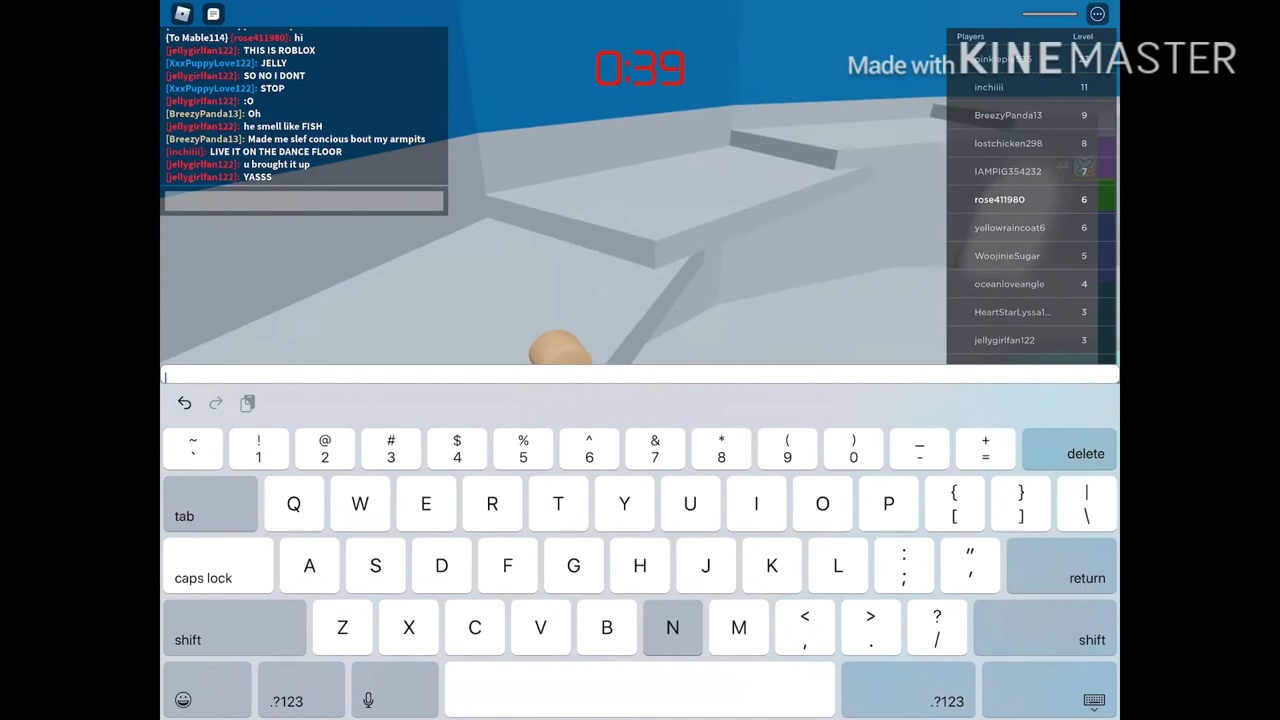 {To Mable114} [rose411980]: hi
[jellygirlfan122]: THIS IS ROBLOX
[XxxPuppyLove122]: JELLY
[jellygirlfan122]: SO NO I DONT
[XxxPuppyLove122]: STOP
[jellygirlfan122]: :O
[BreezyPanda13]: Oh
[jellygirlfan122]: he smell like FISH
[BreezyPanda13]: Made me slef concious bout my armpits
[inchiiii]: LIVE IT ON THE DANCE FLOOR
[jellygirlfan122]: u brought it up
[jellygirlfan122]: YASSS
0:39
Made with KINEMASTER
Players Level
inchiiii 11
BreezyPanda13 9
lostchicken298 8
IAMPIG354232 7
rose411980 6
yellowraincoat6 6
WoojinieSugar 5
oceanloveangle 4
HeartStarLyssa1... 3
jellygirlfan122 3
44
~ ! @ # $ % ^ & * ( ) _ +
` 1 2 3 4 5 6 7 8 9 0 - = delete
tab Q W E R T Y U I O P { [ } ] | \
caps lock A S D F G H J K L : ; " ' return
shift Z X C V B N M < , > . ? / shift
.?123 .?123